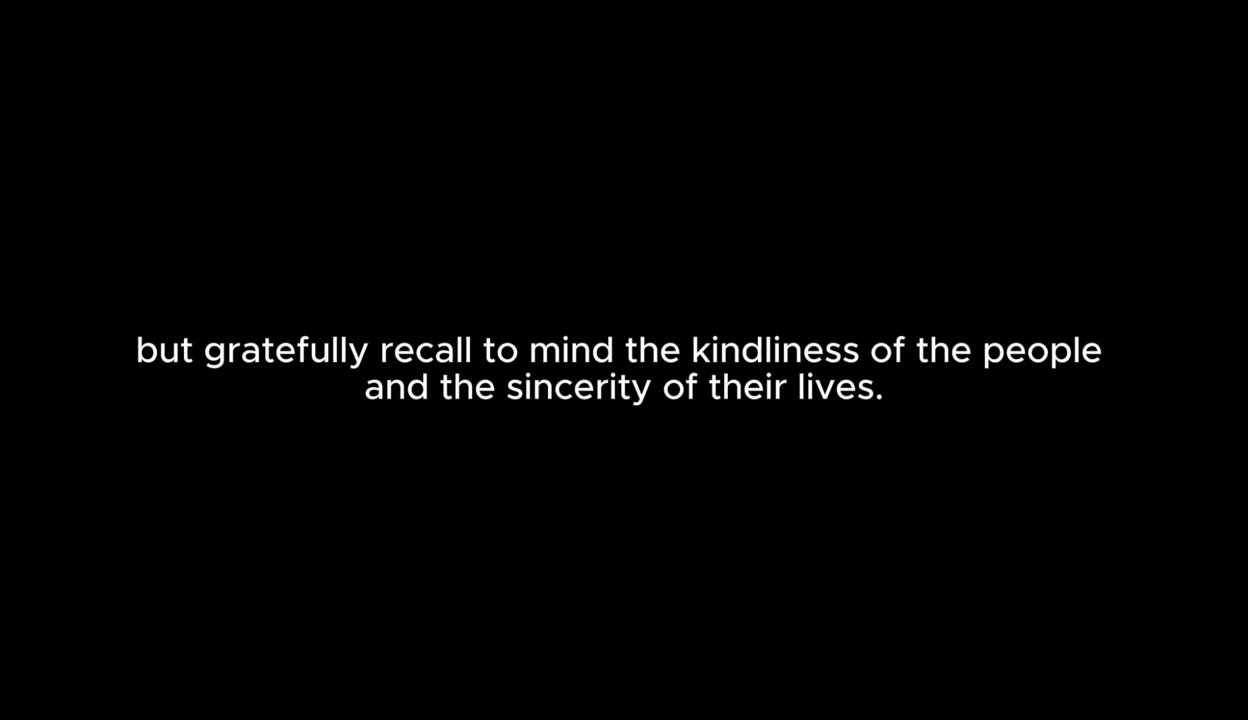 but gratefully recall to mind the kindliness of the people
and the sincerity of their lives.